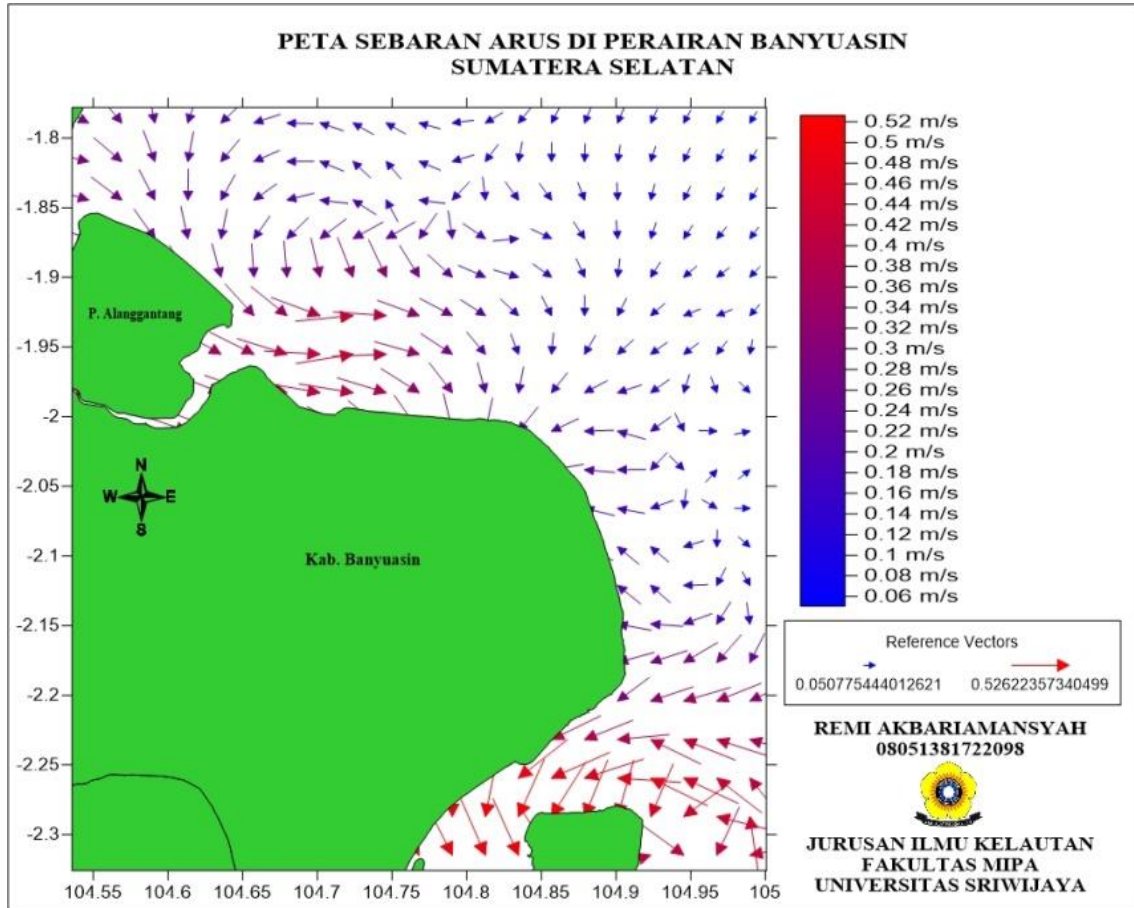 PETA SEBARAN ARUS DI PERAIRAN BANYUASIN
SUMATERA SELATAN
-1.8
-1.85
-1.9
-1.95
-2
-2.05
-2.1
-2.15
-2.2
-2.25
-2.3
104.55 104.6 104.65 104.7 104.75 104.8 104.85 104.9 104.95 105
P. Alanggantang
N
W E
S
Kab. Banyuasin
0.52 m/s
0.5 m/s
0.48 m/s
0.46 m/s
0.44 m/s
0.42 m/s
0.4 m/s
0.38 m/s
0.36 m/s
0.34 m/s
0.32 m/s
0.3 m/s
0.28 m/s
0.26 m/s
0.24 m/s
0.22 m/s
0.2 m/s
0.18 m/s
0.16 m/s
0.14 m/s
0.12 m/s
0.1 m/s
0.08 m/s
0.06 m/s
Reference Vectors
0.050775444012621 0.52622357340499
REMI AKBARIAMANSYAH
08051381722098
JURUSAN ILMU KELAUTAN
FAKULTAS MIPA
UNIVERSITAS SRIWIJAYA